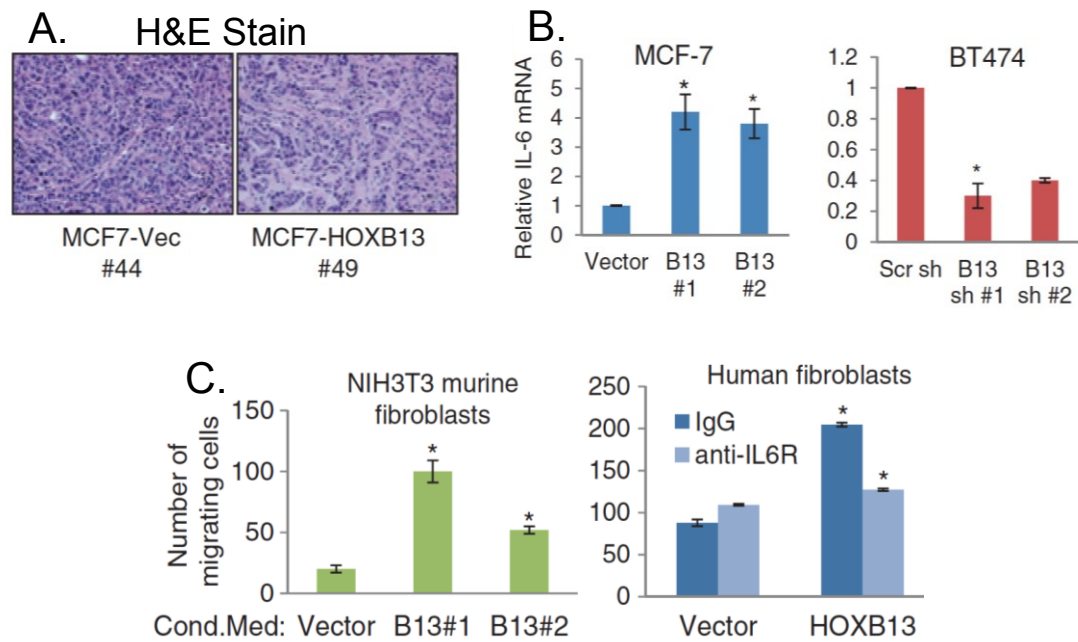 A.
H&E Stain
MCF7-Vec
#44
MCF7-HOXB13
#49
B.
MCF-7
Relative IL-6 mRNA
6
5
4
3
2
1
0
*
*
Vector
B13
#1
B13
#2
BT474
1.2
1
0.8
0.6
0.4
0.2
0
*
Scr sh
B13
sh #1
B13
sh #2
C.
NIH3T3 murine
fibroblasts
Number of
migrating cells
150
100
50
0
*
*
Cond.Med: Vector B13#1 B13#2
Human fibroblasts
250
200
150
100
50
0
IgG
anti-IL6R
*
*
Vector
HOXB13